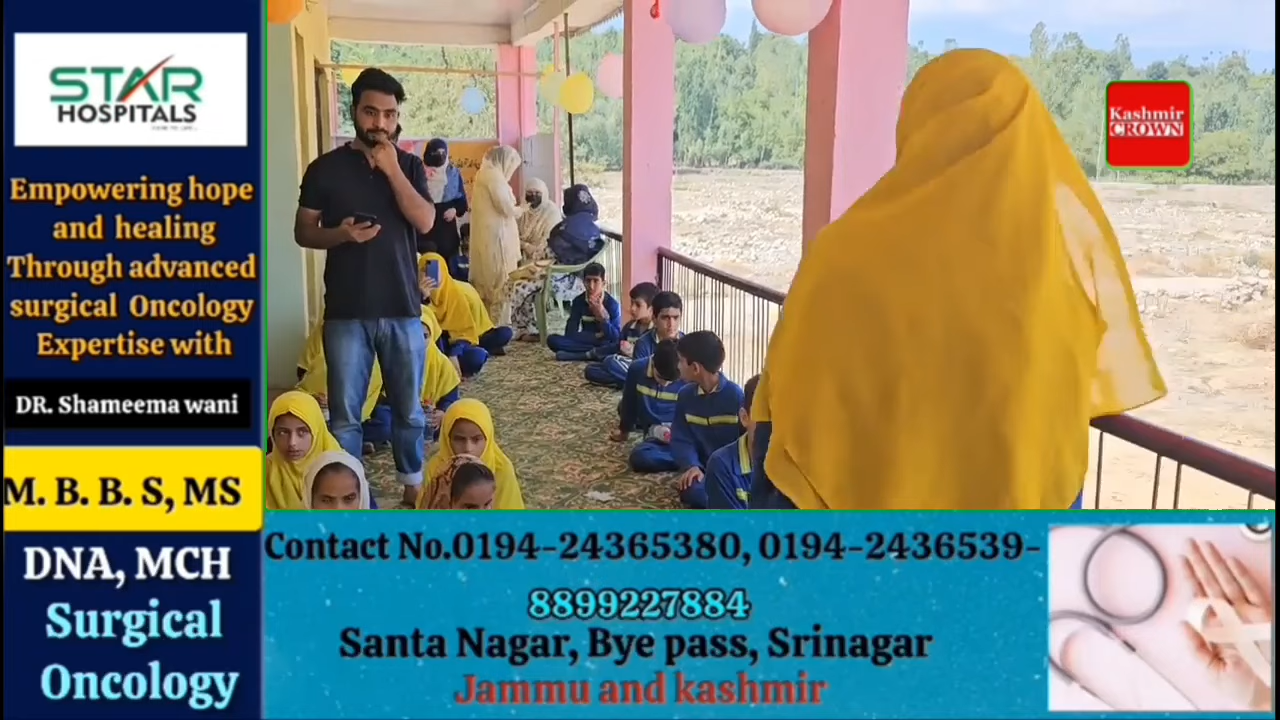 STAR
HOSPITALS
Empowering hope
and healing
Through advanced
surgical Oncology
Expertise with
DR. Shameema wani
M. B. B. S, MS
DNA, MCH
Surgical
Oncology
Kashmir
CROWN
Contact No.0194-24365380, 0194-2436539-
8899227884
Santa Nagar, Bye pass, Srinagar
Jammu and kashmir